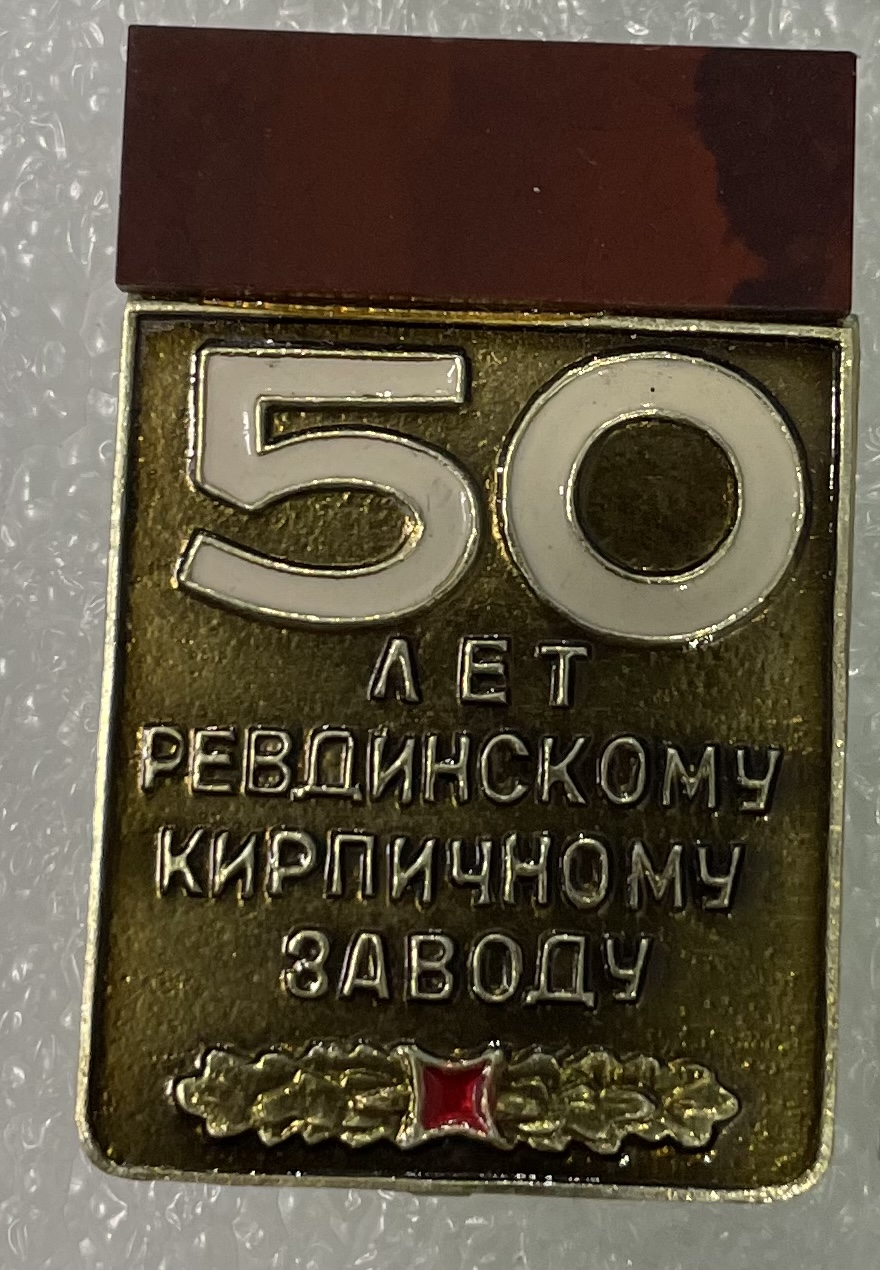 50
ЛЕТ
РЕВДИНСКОМУ
КИРПИЧНОМУ
ЗАВОДУ